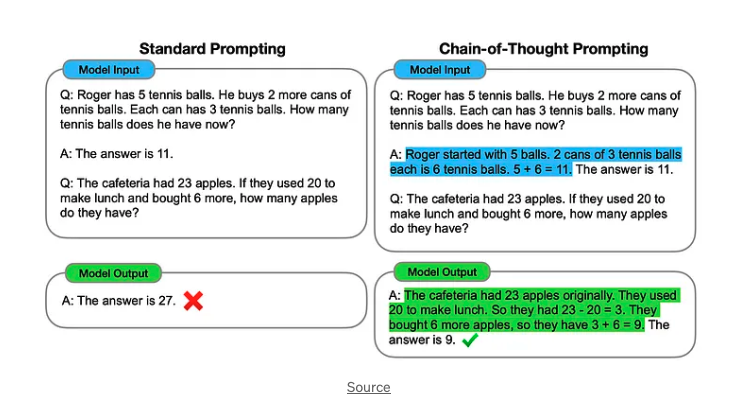 Standard Prompting
Model Input
Q: Roger has 5 tennis balls. He buys 2 more cans of
tennis balls. Each can has 3 tennis balls. How many
tennis balls does he have now?
A: The answer is 11.
Q: The cafeteria had 23 apples. If they used 20 to
make lunch and bought 6 more, how many apples
do they have?
Model Output
A: The answer is 27.
Chain-of-Thought Prompting
Model Input
Q: Roger has 5 tennis balls. He buys 2 more cans of
tennis balls. Each can has 3 tennis balls. How many
tennis balls does he have now?
A: Roger started with 5 balls. 2 cans of 3 tennis balls
each is 6 tennis balls. 5 + 6 = 11. The answer is 11.
Q: The cafeteria had 23 apples. If they used 20 to
make lunch and bought 6 more, how many apples
do they have?
Model Output
A: The cafeteria had 23 apples originally. They used
20 to make lunch. So they had 23 - 20 = 3. They
bought 6 more apples, so they have 3 + 6 = 9. The
answer is 9.
Source